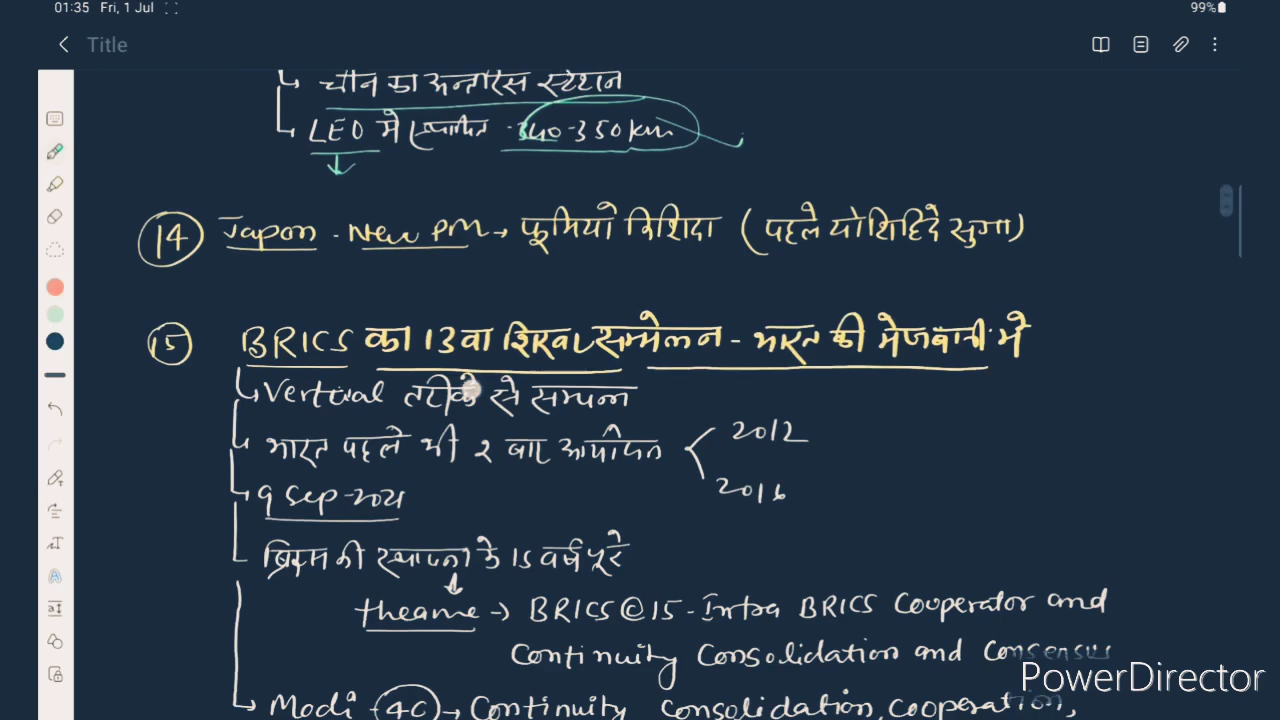 01:35 Fri, 1 Jul 99%
Title
चीन का अन्तरिक्ष स्टेशन
LEO में स्थापित - 340-350km
14 Japan - New PM → फूमियो किशिदा (पहले योशिहिदे सुगा)
15 BRICS का 13वा शिखर सम्मेलन - भारत की मेजबानी में
Vertual तरीके से सम्पन्न
भारत पहले भी 2 बार आयोजित 2012
2016
9 Sep-2021
ब्रिक्स की स्थापना के 15 वर्ष पूरे
theame → BRICS@15-Intra BRICS Cooperator and
Continuity Consolidation and Consensus
PowerDirector
Modi - 4C → Continuity consolidation, cooperation,